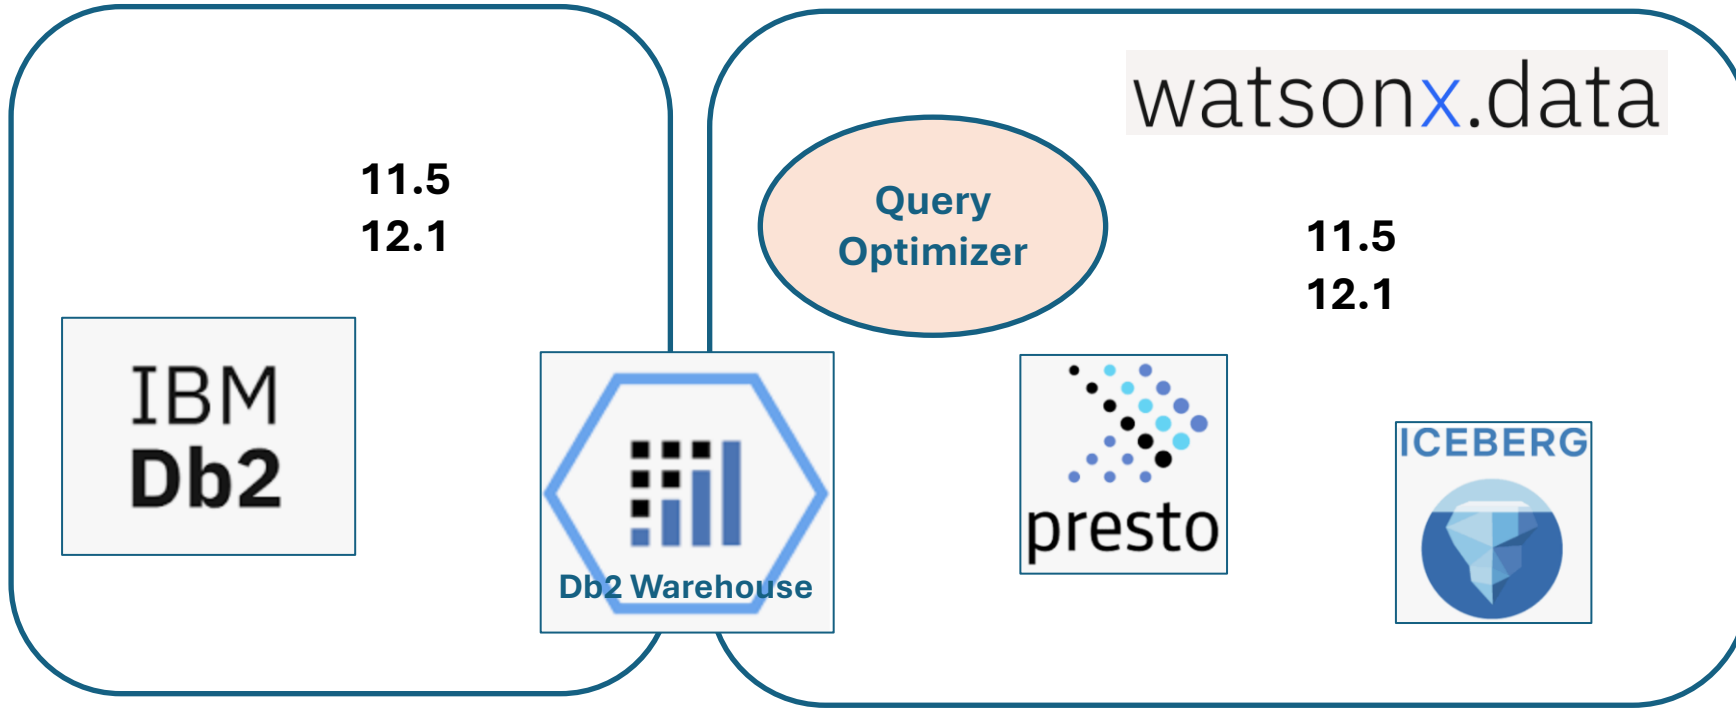 11.5
12.1
IBM
Db2
Db2 Warehouse
watsonx.data
Query
Optimizer
11.5
12.1
presto
ICEBERG